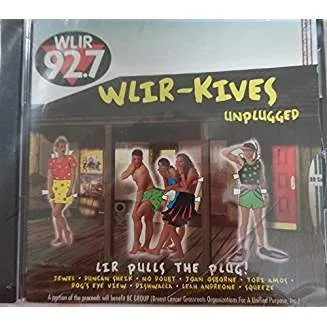 WLIR
92.7
WLIR-KIVES
UNPLUGGED
LIR PULLS THE PLUG!
JEWEL • DUNCAN SHEIK • NO DOUBT • JOAN OSBORNE • TORI AMOS •
DOG'S EYE VIEW • DISHWALLA • LEAH ANDREONE • SQUEEZE
A portion of the proceeds will benefit BC GROUP (Breast Cancer Grassroots Organizations For A Unified Purpose, Inc.)